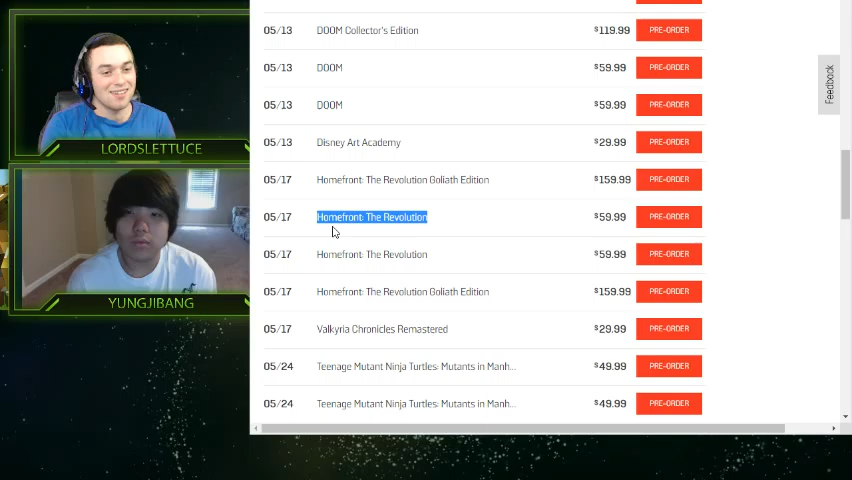 05/13 DOOM Collector's Edition $119.99 PRE-ORDER
05/13 DOOM $59.99 PRE-ORDER
05/13 DOOM $59.99 PRE-ORDER
05/13 Disney Art Academy $29.99 PRE-ORDER
05/17 Homefront: The Revolution Goliath Edition $159.99 PRE-ORDER
05/17 Homefront: The Revolution $59.99 PRE-ORDER
05/17 Homefront: The Revolution $59.99 PRE-ORDER
05/17 Homefront: The Revolution Goliath Edition $159.99 PRE-ORDER
05/17 Valkyria Chronicles Remastered $29.99 PRE-ORDER
05/24 Teenage Mutant Ninja Turtles: Mutants in Manh... $49.99 PRE-ORDER
05/24 Teenage Mutant Ninja Turtles: Mutants in Manh... $49.99 PRE-ORDER
Feedback
LORDSLETTUCE
YUNGJIBANG